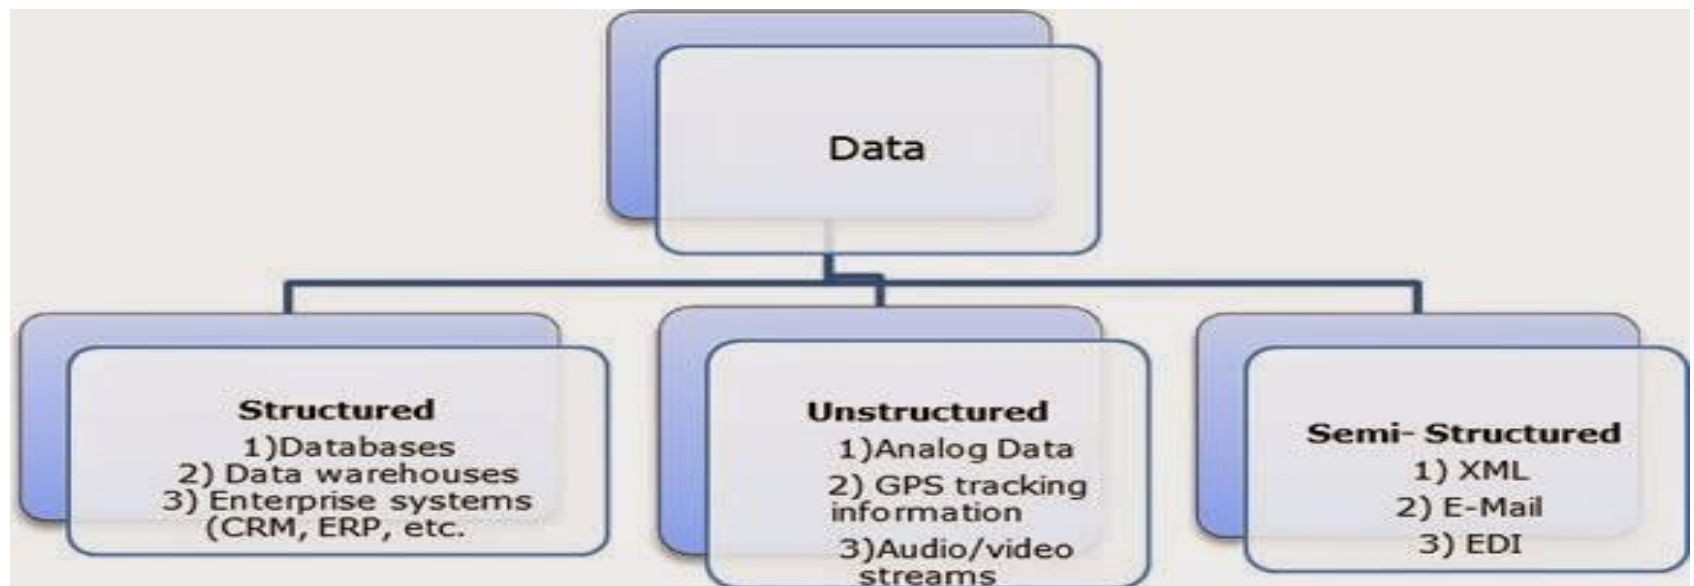 Data
Structured
1)Databases
2) Data warehouses
3) Enterprise systems
(CRM, ERP, etc.
Unstructured
1)Analog Data
2) GPS tracking
information
3)Audio/video
streams
Semi- Structured
1) XML
2) E-Mail
3) EDI